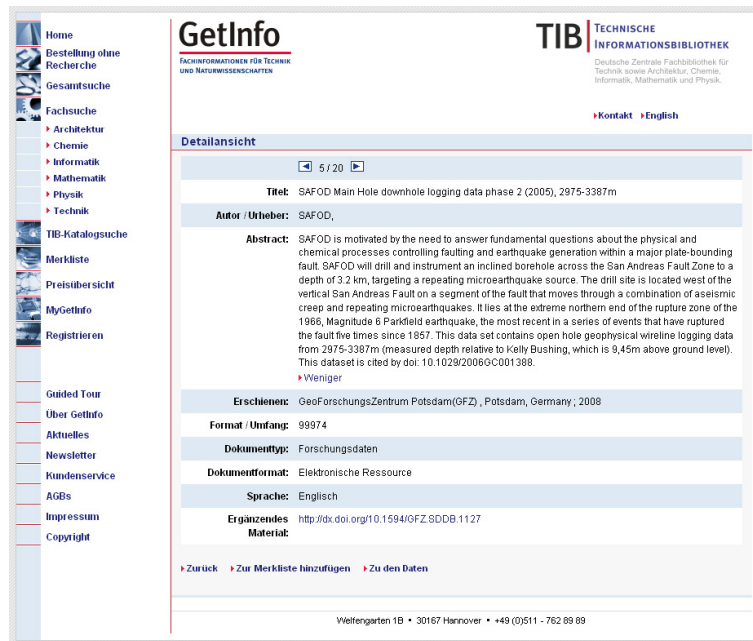 Home
Bestellung ohne
Recherche
Gesamtsuche
Fachsuche
Architektur
Chemie
Informatik
Mathematik
Physik
Technik
TIB-Katalogsuche
Merkliste
Preisübersicht
MyGetInfo
Registrieren
Guided Tour
Über GetInfo
Aktuelles
Newsletter
Kundenservice
AGBs
Impressum
Copyright
GetInfo
FACHINFORMATIONEN FÜR TECHNIK
UND NATURWISSENSCHAFTEN
TIB TECHNISCHE
INFORMATIONSBIBLIOTHEK
Deutsche Zentrale Fachbibliothek für
Technik sowie Architektur, Chemie,
Informatik, Mathematik und Physik.
Kontakt English
Detailansicht
5 / 20
Titel: SAFOD Main Hole downhole logging data phase 2 (2005), 2975-3387m
Autor / Urheber: SAFOD,
Abstract: SAFOD is motivated by the need to answer fundamental questions about the physical and
chemical processes controlling faulting and earthquake generation within a major plate-bounding
fault. SAFOD will drill and instrument an inclined borehole across the San Andreas Fault Zone to a
depth of 3.2 km, targeting a repeating microearthquake source. The drill site is located west of the
vertical San Andreas Fault on a segment of the fault that moves through a combination of aseismic
creep and repeating microearthquakes. It lies at the extreme northern end of the rupture zone of the
1966, Magnitude 6 Parkfield earthquake, the most recent in a series of events that have ruptured
the fault five times since 1857. This data set contains open hole geophysical wireline logging data
from 2975-3387m (measured depth relative to Kelly Bushing, which is 9,45m above ground level).
This dataset is cited by doi: 10.1029/2006GC001388.
Weniger
Erschienen: GeoForschungsZentrum Potsdam(GFZ) , Potsdam, Germany ; 2008
Format / Umfang: 99974
Dokumenttyp: Forschungsdaten
Dokumentformat: Elektronische Ressource
Sprache: Englisch
Ergänzendes http://dx.doi.org/10.1594/GFZ.SDDB.1127
Material:
Zurück Zur Merkliste hinzufügen Zu den Daten
Welfengarten 1B • 30167 Hannover • +49 (0)511 - 762 89 89